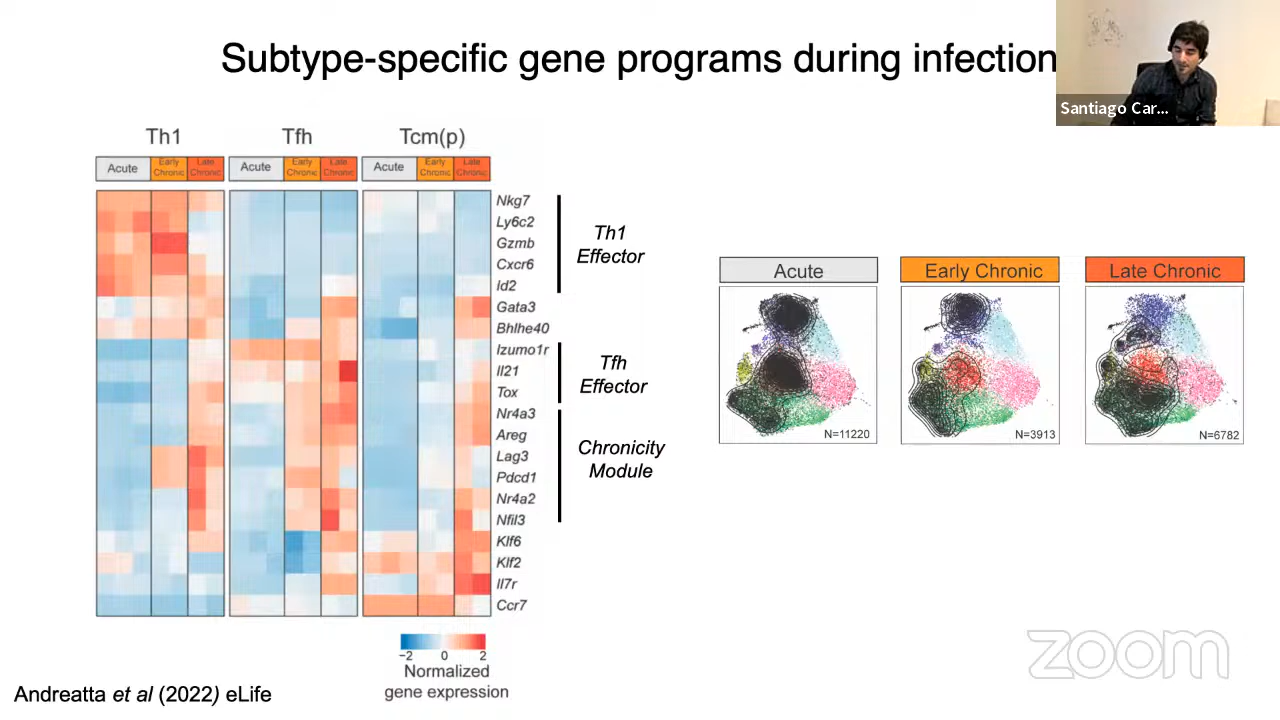 Subtype-specific gene programs during infection
Santiago Car...
Th1
Tfh
Tcm(p)
Acute
Early
Chronic
Late
Chronic
Acute
Early
Chronic
Late
Chronic
Acute
Early
Chronic
Late
Chronic
Nkg7
Ly6c2
Gzmb
Cxcr6
Id2
Gata3
Bhlhe40
Izumo1r
Il21
Tox
Nr4a3
Areg
Lag3
Pdcd1
Nr4a2
Nfil3
Klf6
Klf2
Il7r
Ccr7
Th1
Effector
Tfh
Effector
Chronicity
Module
Acute
Early Chronic
Late Chronic
N=11220
N=3913
N=6782
−2 0 2
Normalized
gene expression
Andreatta et al (2022) eLife
zoom